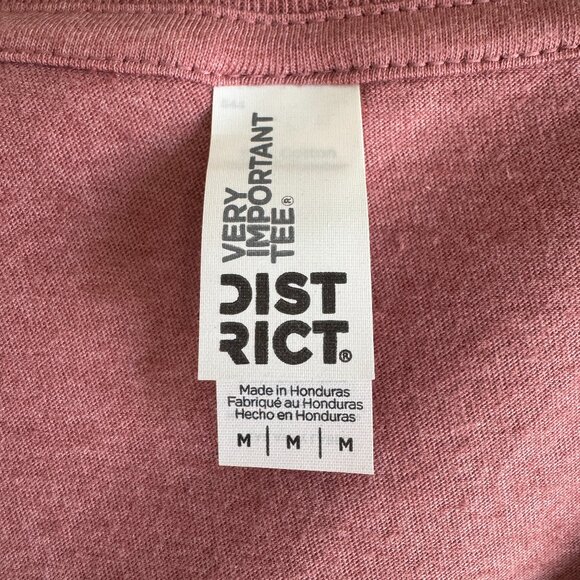 VERY
IMPORTANT
TEE®
DIST
RICT®
Made in Honduras
Fabriqué au Honduras
Hecho en Honduras
M | M | M